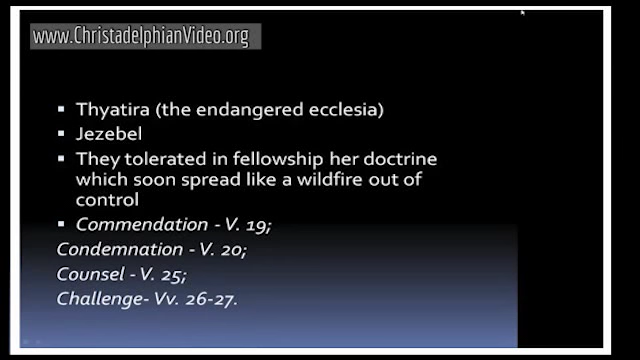 www.ChristadelphianVideo.org
▪ Thyatira (the endangered ecclesia)
▪ Jezebel
▪ They tolerated in fellowship her doctrine
which soon spread like a wildfire out of
control
▪ Commendation - V. 19;
Condemnation - V. 20;
Counsel - V. 25;
Challenge- Vv. 26-27.